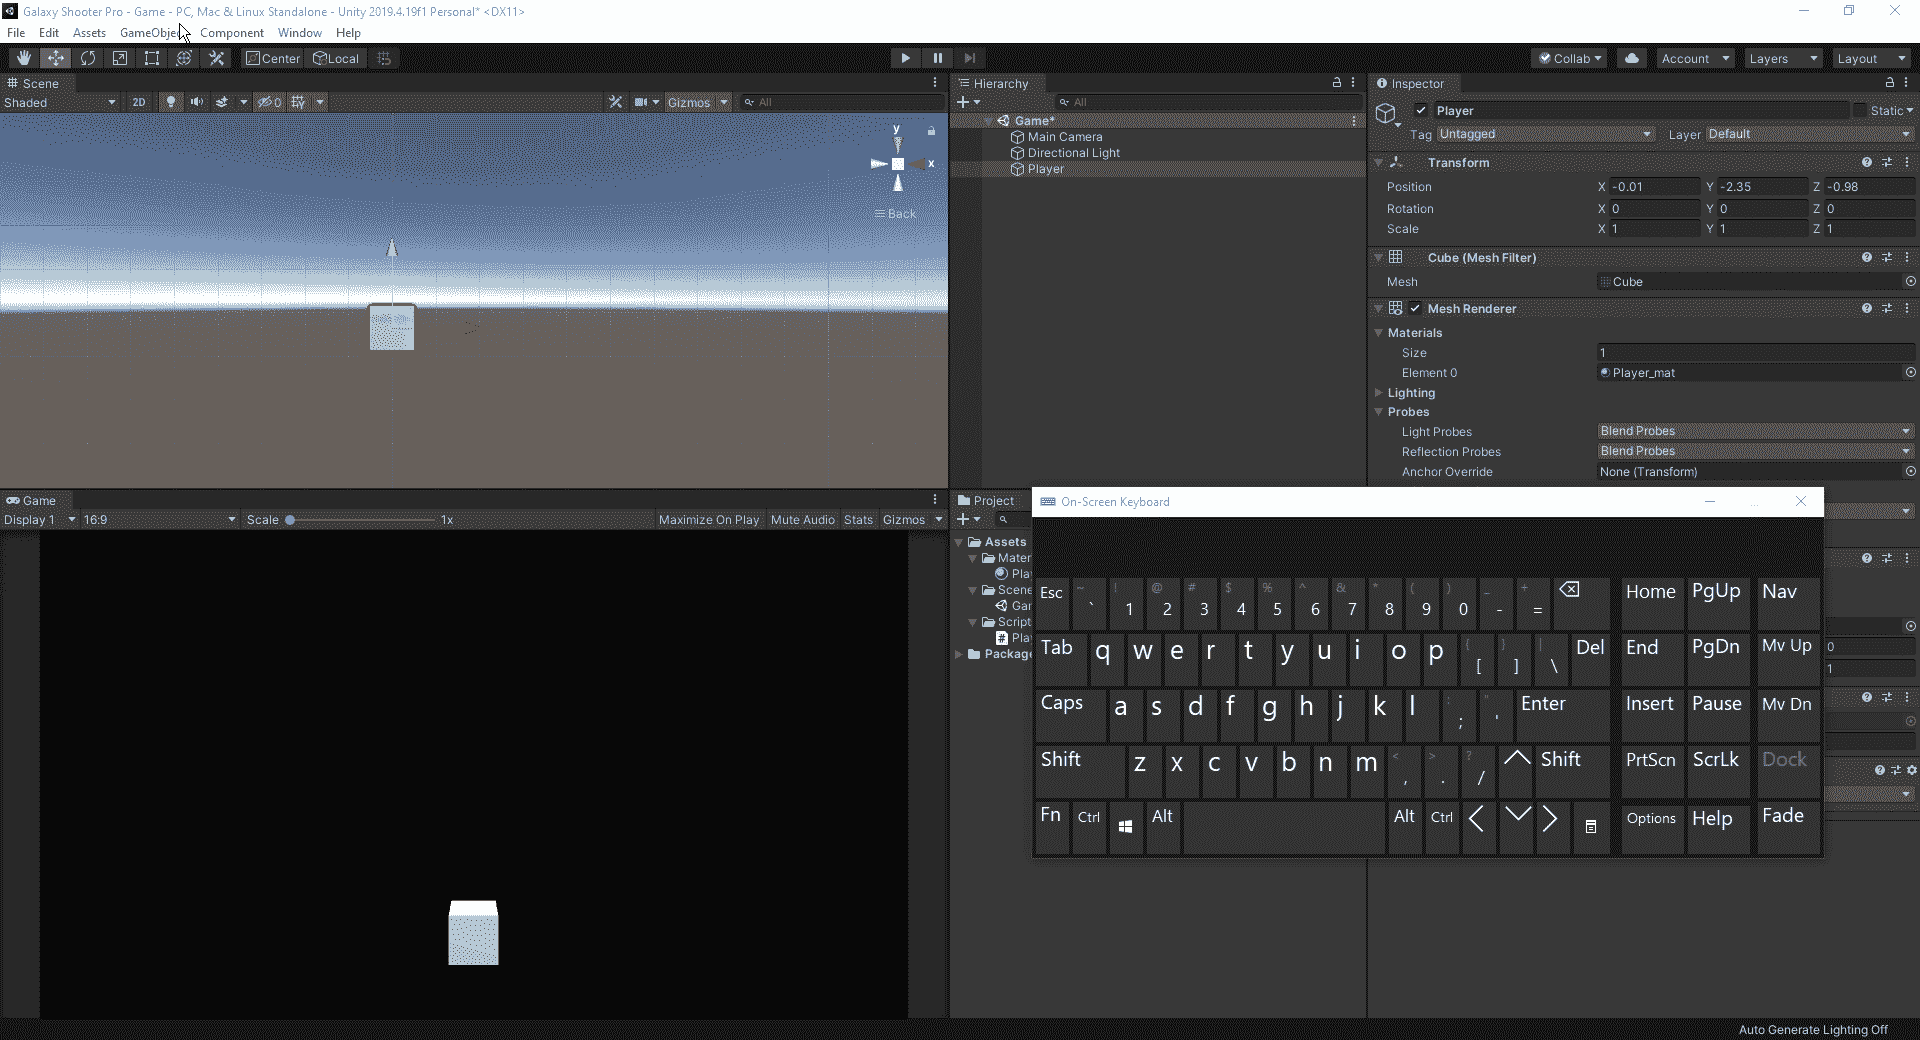 Galaxy Shooter Pro - Game - PC, Mac & Linux Standalone - Unity 2019.4.19f1 Personal* <DX11>
File Edit Assets GameObjec Component Window Help
Center Local Collab Account Layers Layout
Scene
Shaded 2D 0 Gizmos All
y
x
Back
Hierarchy
All
Game*
Main Camera
Directional Light
Player
Inspector
Player Static
Tag Untagged Layer Default
Transform
Position X -0.01 Y -2.35 Z -0.98
Rotation X 0 Y 0 Z 0
Scale X 1 Y 1 Z 1
Cube (Mesh Filter)
Mesh Cube
Mesh Renderer
Materials
Size 1
Element 0 Player_mat
Lighting
Probes
Light Probes Blend Probes
Reflection Probes Blend Probes
Anchor Override None (Transform)
0
1
Game
Display 1 16:9 Scale 1x Maximize On Play Mute Audio Stats Gizmos
Project
Assets
Mater
Pla
Scene
Gar
Script
Pla
Package
On-Screen Keyboard
Esc ~ ` ! 1 @ 2 # 3 $ 4 % 5 ^ 6 & 7 * 8 ( 9 ) 0 _ - + = Home PgUp Nav
Tab q w e r t y u i o p { [ } ] | \ Del End PgDn Mv Up
Caps a s d f g h j k l : ; " ' Enter Insert Pause Mv Dn
Shift z x c v b n m < , > . ? / Shift PrtScn ScrLk Dock
Fn Ctrl Alt Alt Ctrl Options Help Fade
Auto Generate Lighting Off